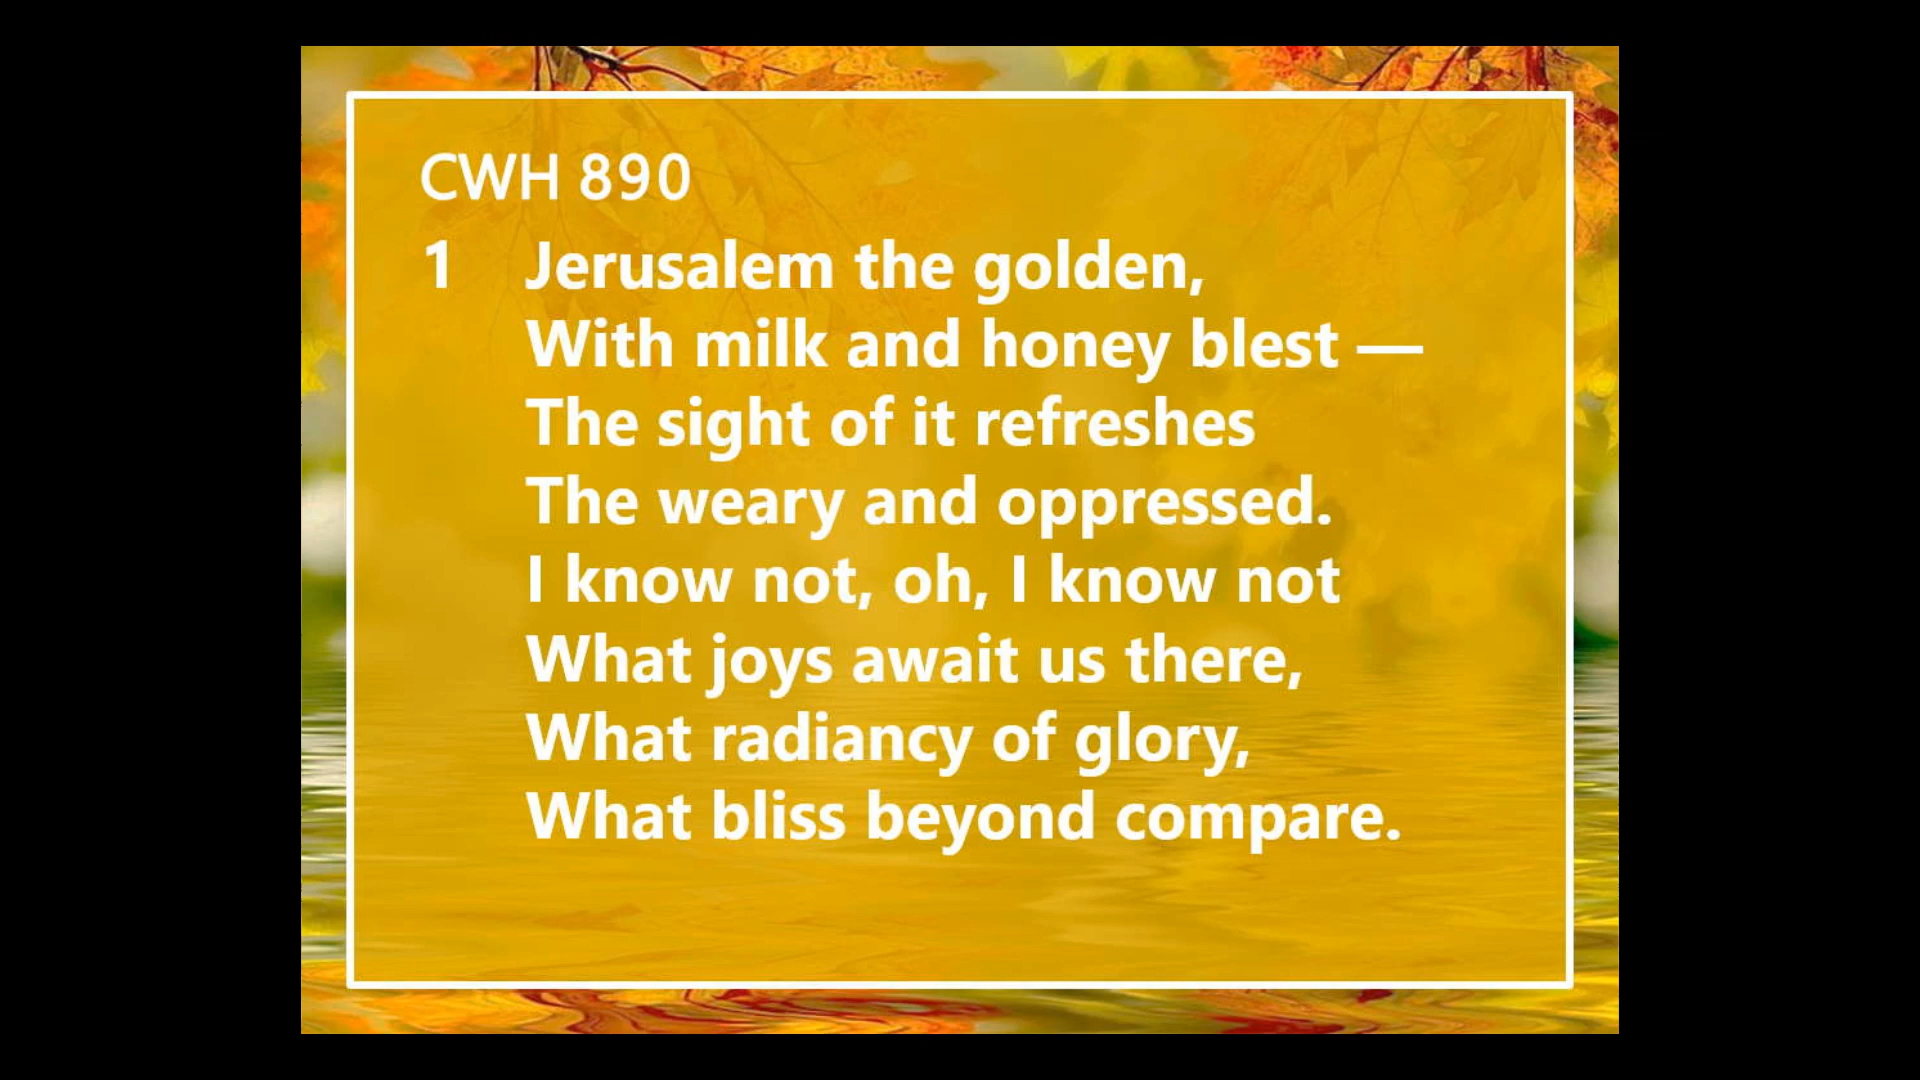 CWH 890
1 Jerusalem the golden,
With milk and honey blest —
The sight of it refreshes
The weary and oppressed.
I know not, oh, I know not
What joys await us there,
What radiancy of glory,
What bliss beyond compare.